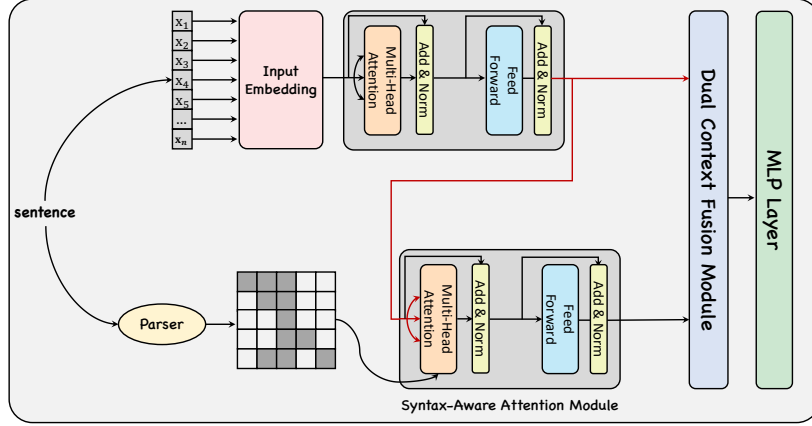 x₁
x₂
x₃
x₄
x₅
...
xₙ
Input
Embedding
Multi-Head
Attention
Add & Norm
Feed
Forward
Add & Norm
sentence
Parser
Multi-Head
Attention
Add & Norm
Feed
Forward
Add & Norm
Syntax-Aware Attention Module
Dual Context Fusion Module
MLP Layer